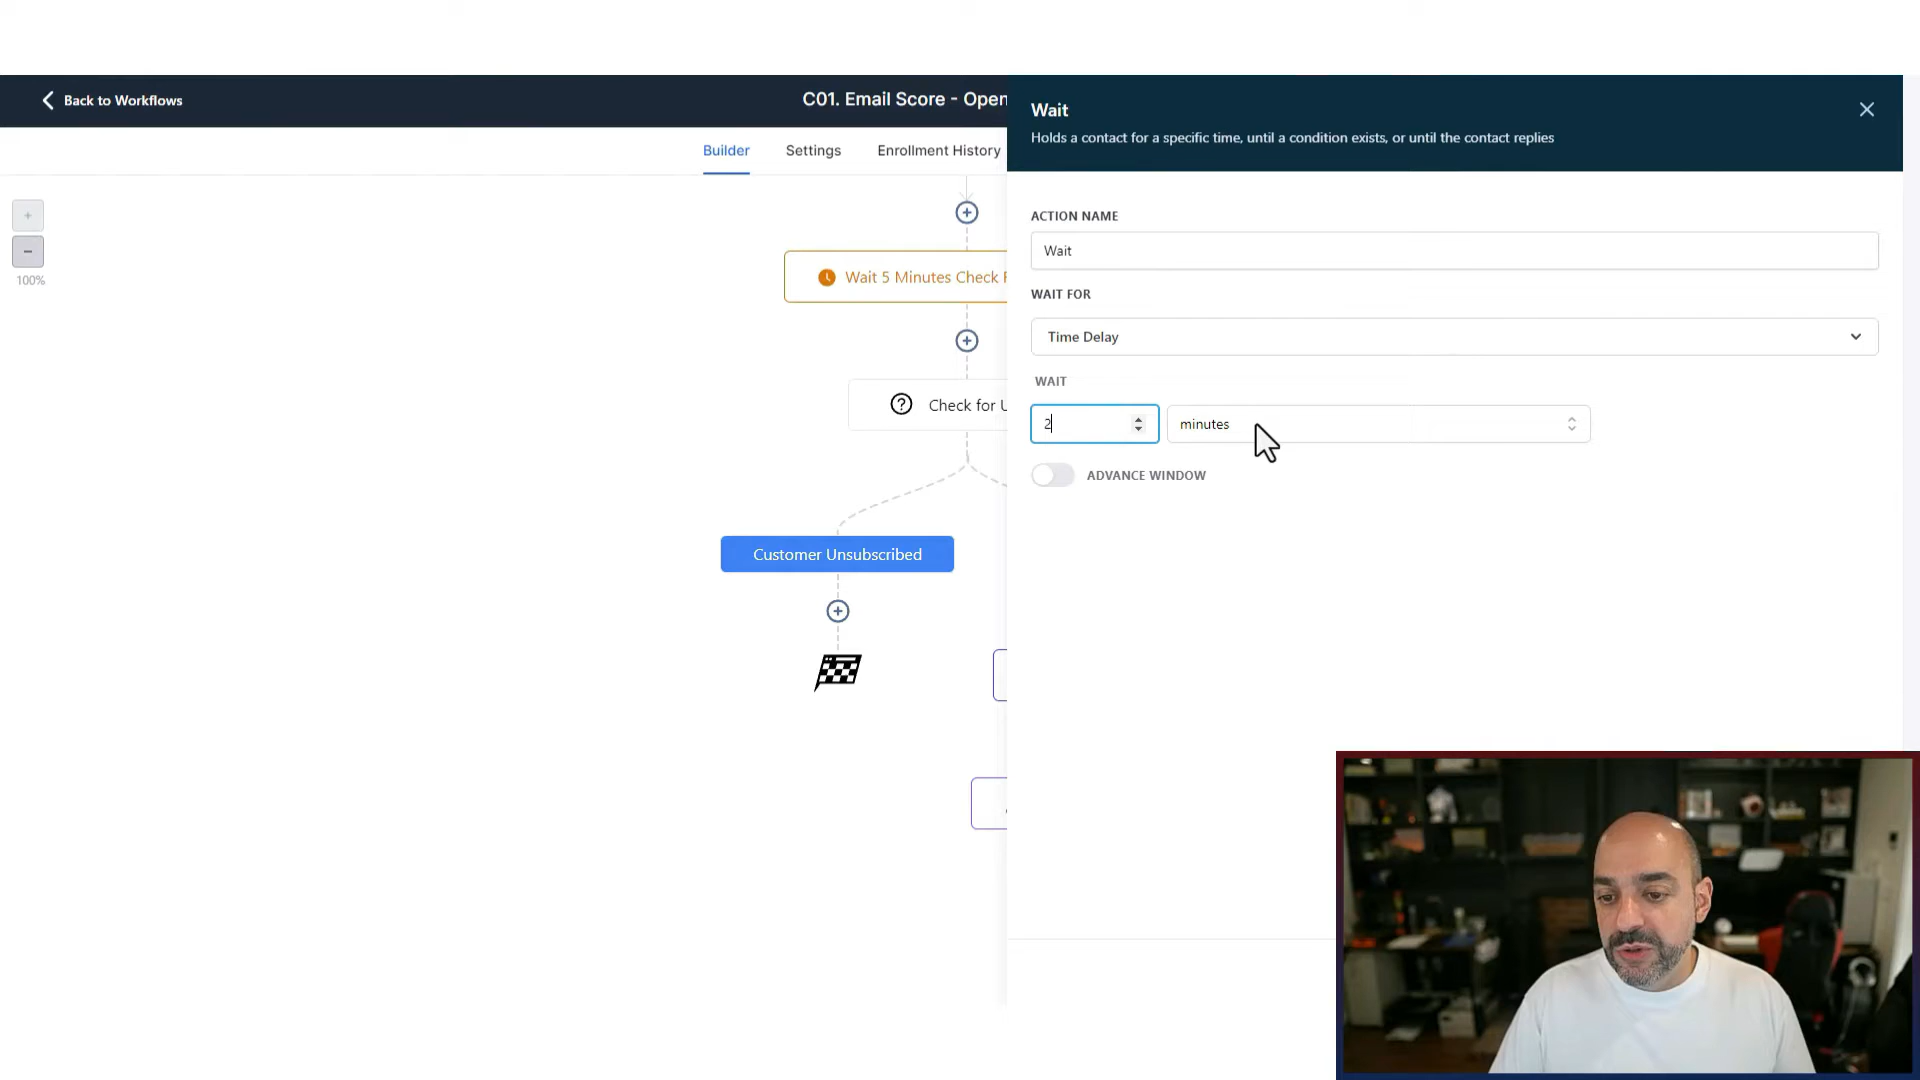 Back to Workflows
C01. Email Score - Open
Builder
Settings
Enrollment History
+
-
100%
Wait 5 Minutes Check
Check for
Customer Unsubscribed
Wait
Holds a contact for a specific time, until a condition exists, or until the contact replies
ACTION NAME
Wait
WAIT FOR
Time Delay
WAIT
2
minutes
ADVANCE WINDOW